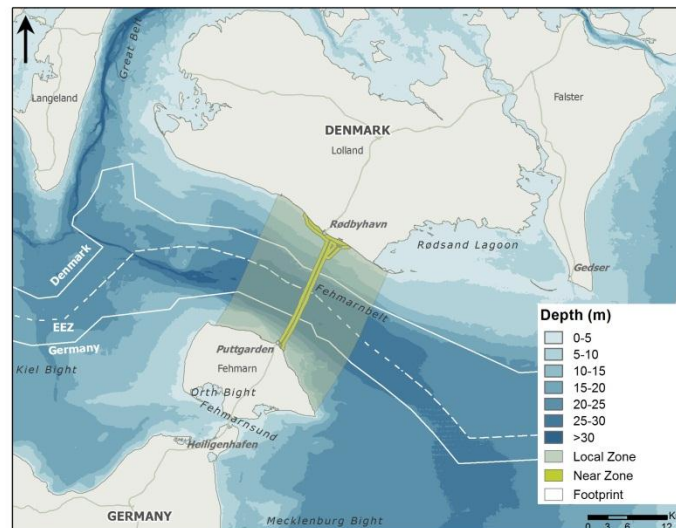 Great Belt
Langeland
DENMARK
Lolland
Falster
Rødbyhavn
Rødsand Lagoon
Gedser
Denmark
EEZ
Germany
Fehmarnbelt
Puttgarden
Fehmarn
Kiel Bight
Orth Bight
Fehmarnsund
Heiligenhafen
GERMANY
Mecklenburg Bight
Depth (m)
0-5
5-10
10-15
15-20
20-25
25-30
>30
Local Zone
Near Zone
Footprint
0 3 6 12